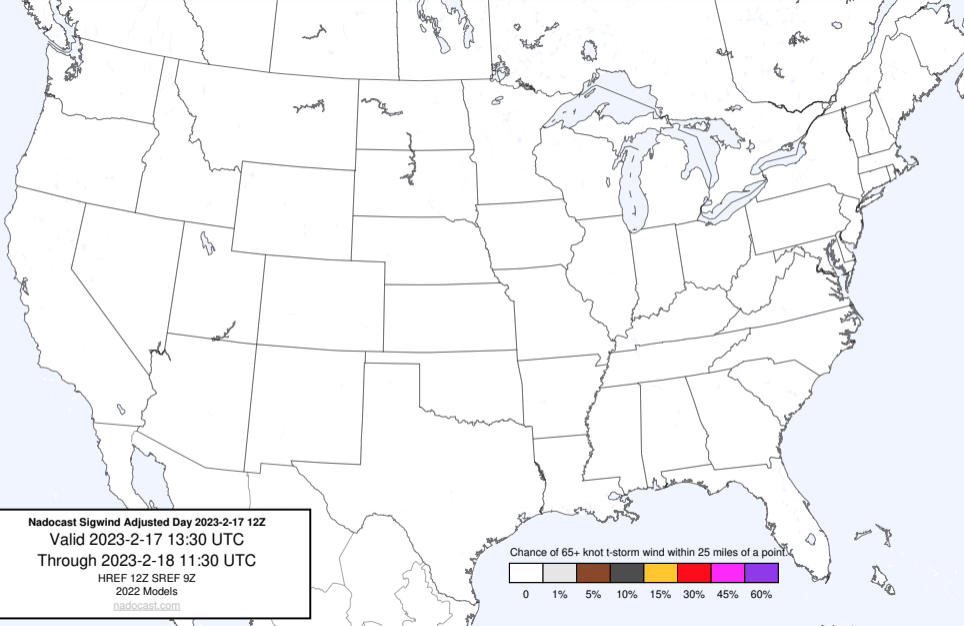 Nadocast Sigwind Adjusted Day 2023-2-17 12Z
Valid 2023-2-17 13:30 UTC
Through 2023-2-18 11:30 UTC
HREF 12Z SREF 9Z
2022 Models
nadocast.com
Chance of 65+ knot t-storm wind within 25 miles of a point.
0 1% 5% 10% 15% 30% 45% 60%